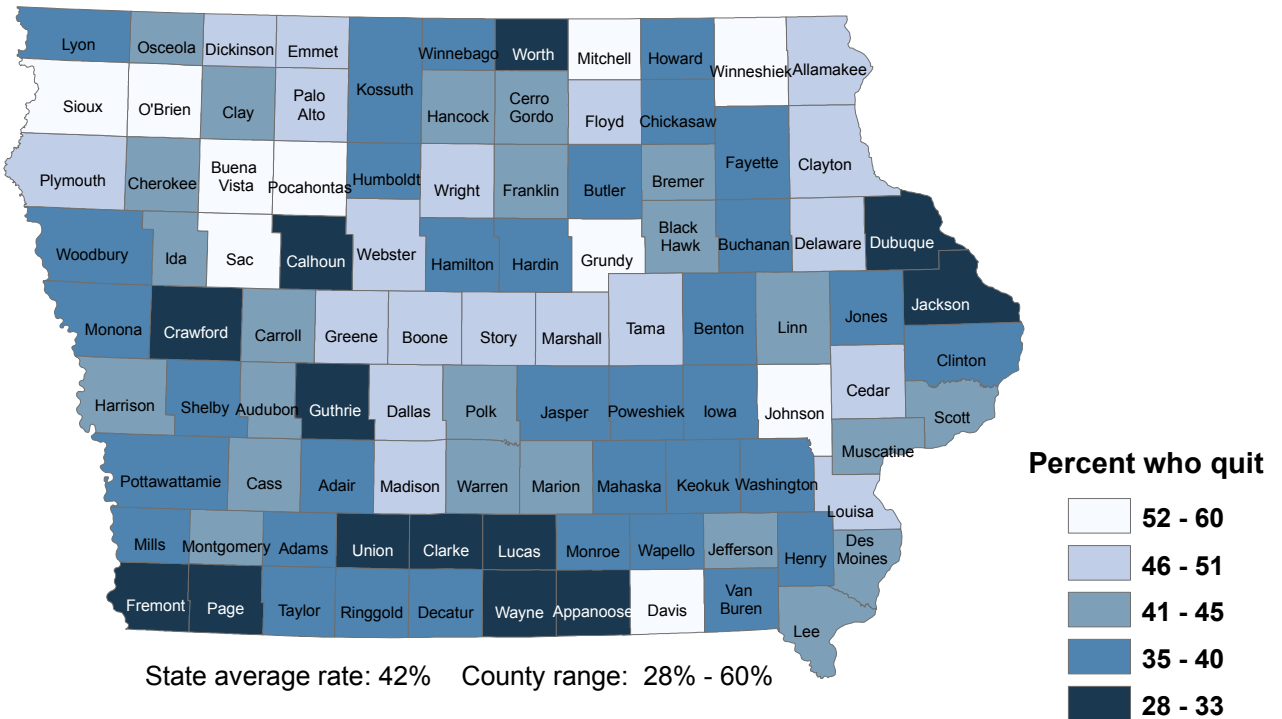 Lyon
Osceola
Dickinson
Emmet
Kossuth
Winnebago
Worth
Mitchell
Howard
Winneshiek
Allamakee
Sioux
O'Brien
Clay
Palo
Alto
Hancock
Cerro
Gordo
Floyd
Chickasaw
Plymouth
Cherokee
Buena
Vista
Pocahontas
Humboldt
Wright
Franklin
Butler
Bremer
Fayette
Clayton
Woodbury
Ida
Sac
Calhoun
Webster
Hamilton
Hardin
Grundy
Black
Hawk
Buchanan
Delaware
Dubuque
Monona
Crawford
Carroll
Greene
Boone
Story
Marshall
Tama
Benton
Linn
Jones
Jackson
Clinton
Harrison
Shelby
Audubon
Guthrie
Dallas
Polk
Jasper
Poweshiek
Iowa
Johnson
Cedar
Scott
Muscatine
Pottawattamie
Cass
Adair
Madison
Warren
Marion
Mahaska
Keokuk
Washington
Louisa
Mills
Montgomery
Adams
Union
Clarke
Lucas
Monroe
Wapello
Jefferson
Henry
Des
Moines
Fremont
Page
Taylor
Ringgold
Decatur
Wayne
Appanoose
Davis
Van
Buren
Lee
Percent who quit
52 - 60
46 - 51
41 - 45
35 - 40
28 - 33
State average rate: 42% County range: 28% - 60%